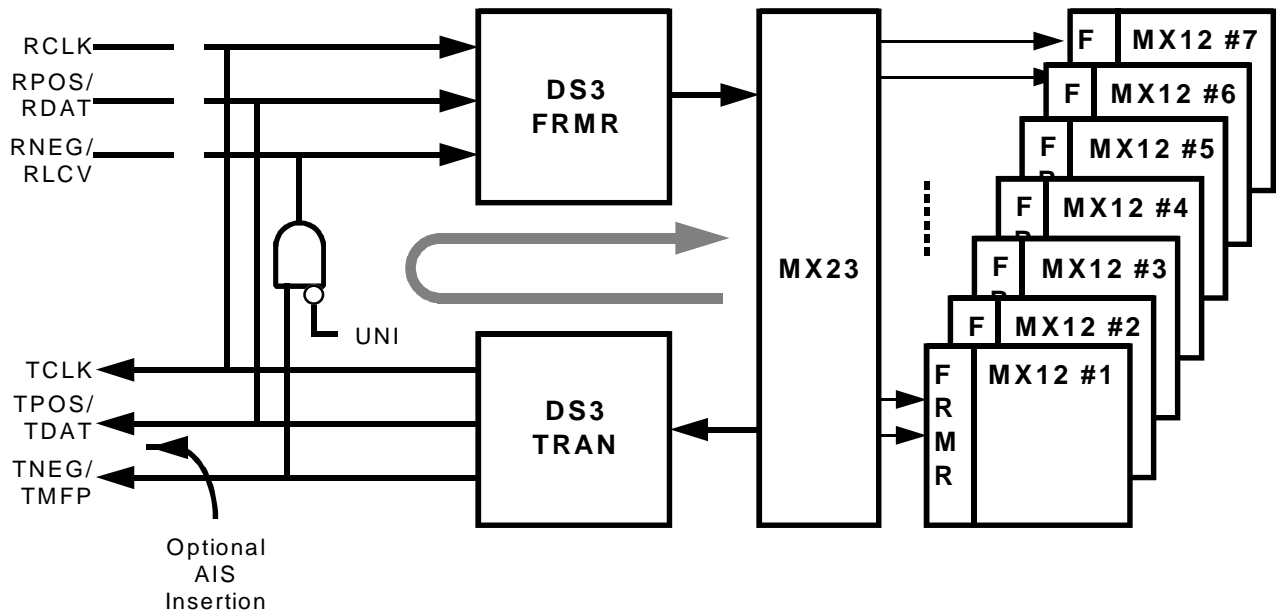 RCLK
RPOS/
RDAT
RNEG/
RLCV
DS3
FRMR
MX23
F MX12 #7
F MX12 #6
F MX12 #5
F MX12 #4
F MX12 #3
F MX12 #2
F
R
M
R
MX12 #1
UNI
TCLK
TPOS/
TDAT
TNEG/
TMFP
DS3
TRAN
Optional
AIS
Insertion